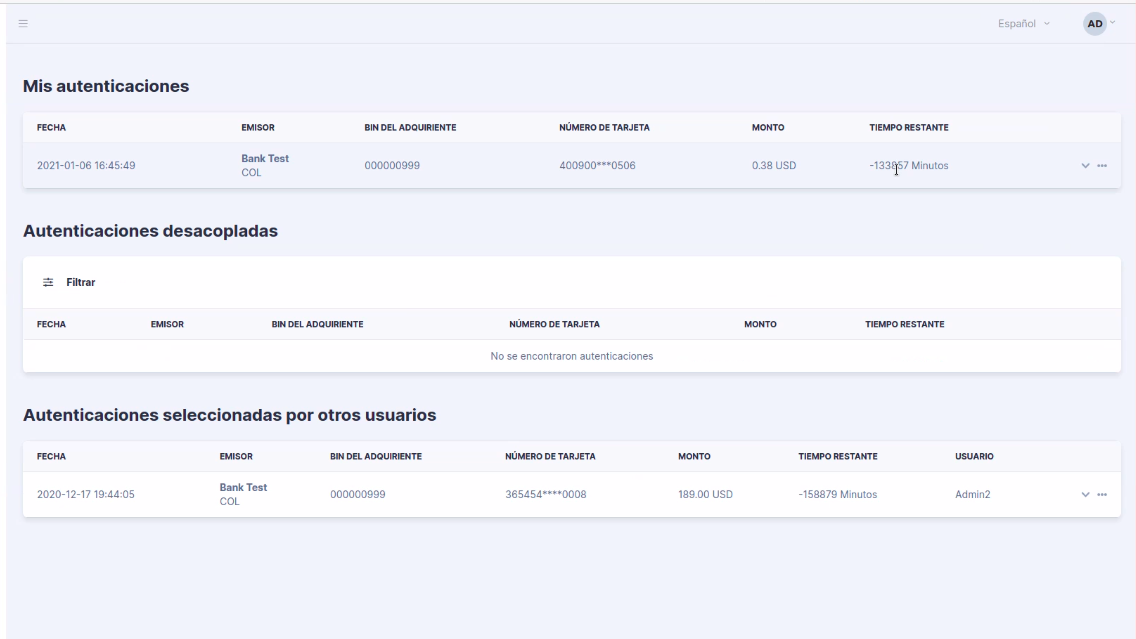 Español
AD
Mis autenticaciones
FECHA EMISOR BIN DEL ADQUIRIENTE NÚMERO DE TARJETA MONTO TIEMPO RESTANTE
2021-01-06 16:45:49 Bank Test COL 000000999 400900***0506 0.38 USD -133857 Minutos
Autenticaciones desacopladas
Filtrar
FECHA EMISOR BIN DEL ADQUIRIENTE NÚMERO DE TARJETA MONTO TIEMPO RESTANTE
No se encontraron autenticaciones
Autenticaciones seleccionadas por otros usuarios
FECHA EMISOR BIN DEL ADQUIRIENTE NÚMERO DE TARJETA MONTO TIEMPO RESTANTE USUARIO
2020-12-17 19:44:05 Bank Test COL 000000999 365454****0008 189.00 USD -158879 Minutos Admin2